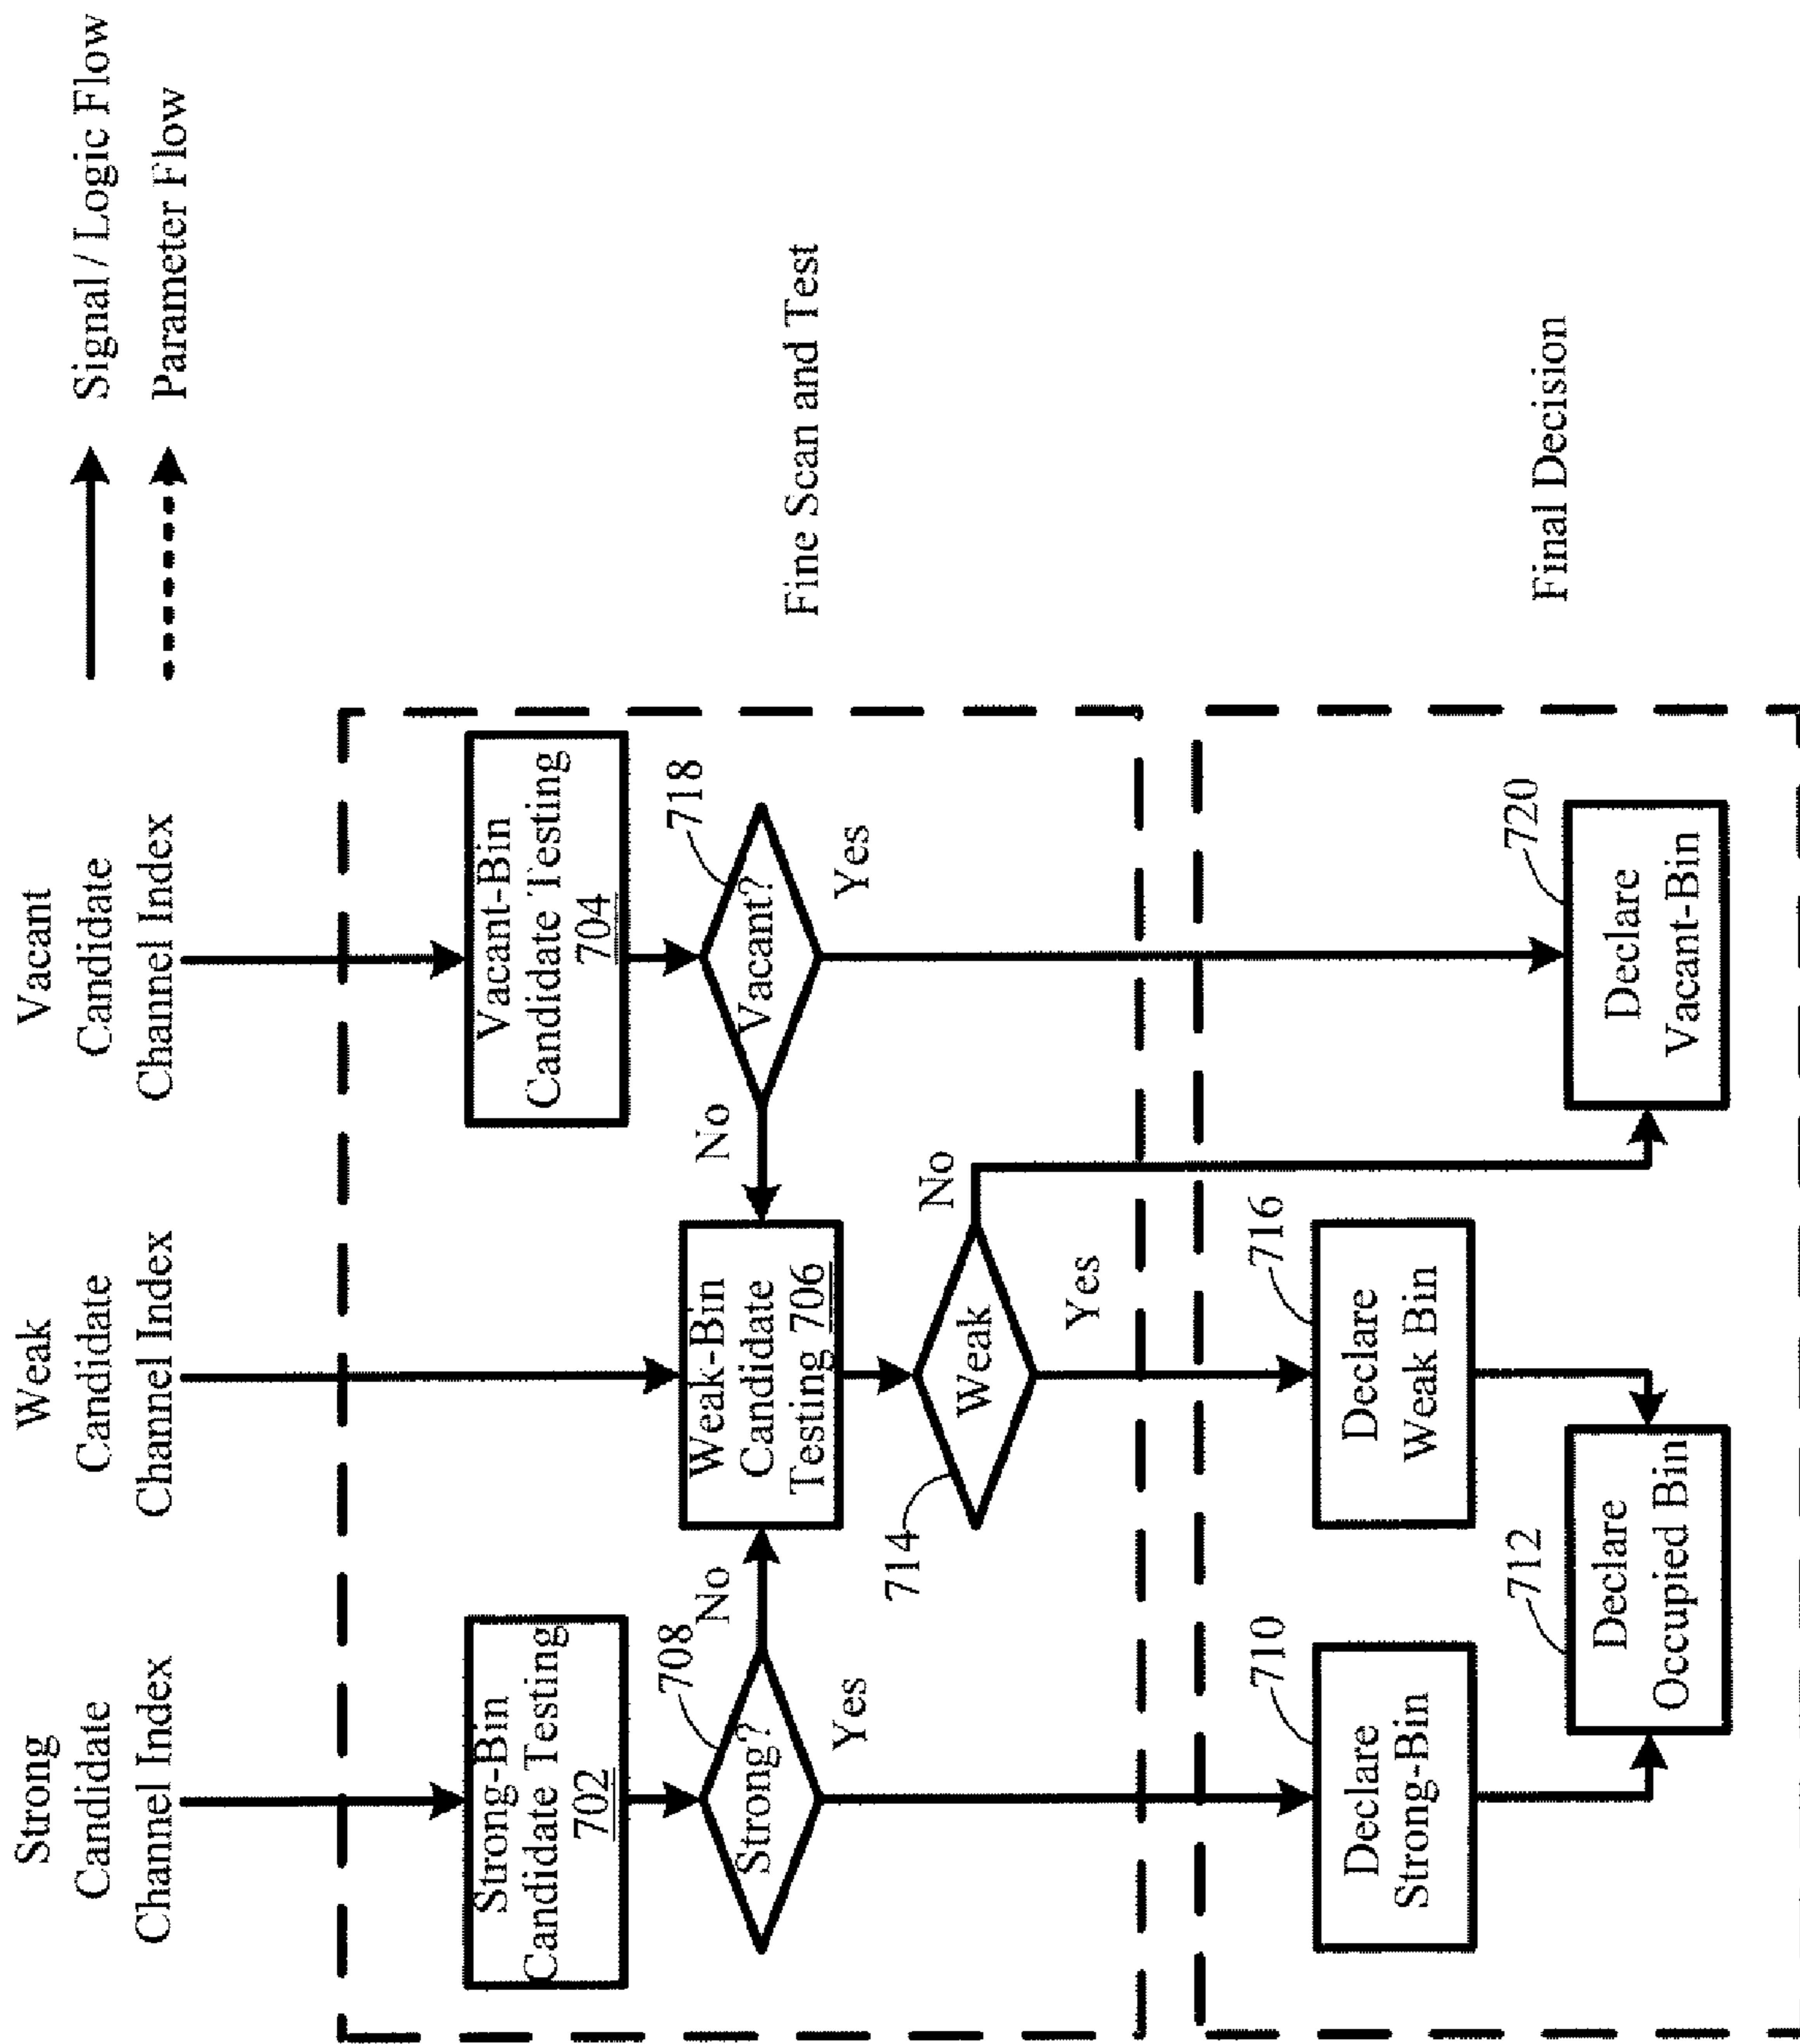 Signal / Logic Flow
Parameter Flow
Strong
Candidate
Channel Index
Weak
Candidate
Channel Index
Vacant
Candidate
Channel Index
Strong-Bin
Candidate Testing
702
Vacant-Bin
Candidate Testing
704
708
Strong?
No
Yes
Weak-Bin
Candidate
Testing 706
No
718
Vacant?
Yes
Fine Scan and Test
714
Weak
No
Yes
710
Declare
Strong-Bin
716
Declare
Weak Bin
712
Declare
Occupied Bin
720
Declare
Vacant-Bin
Final Decision